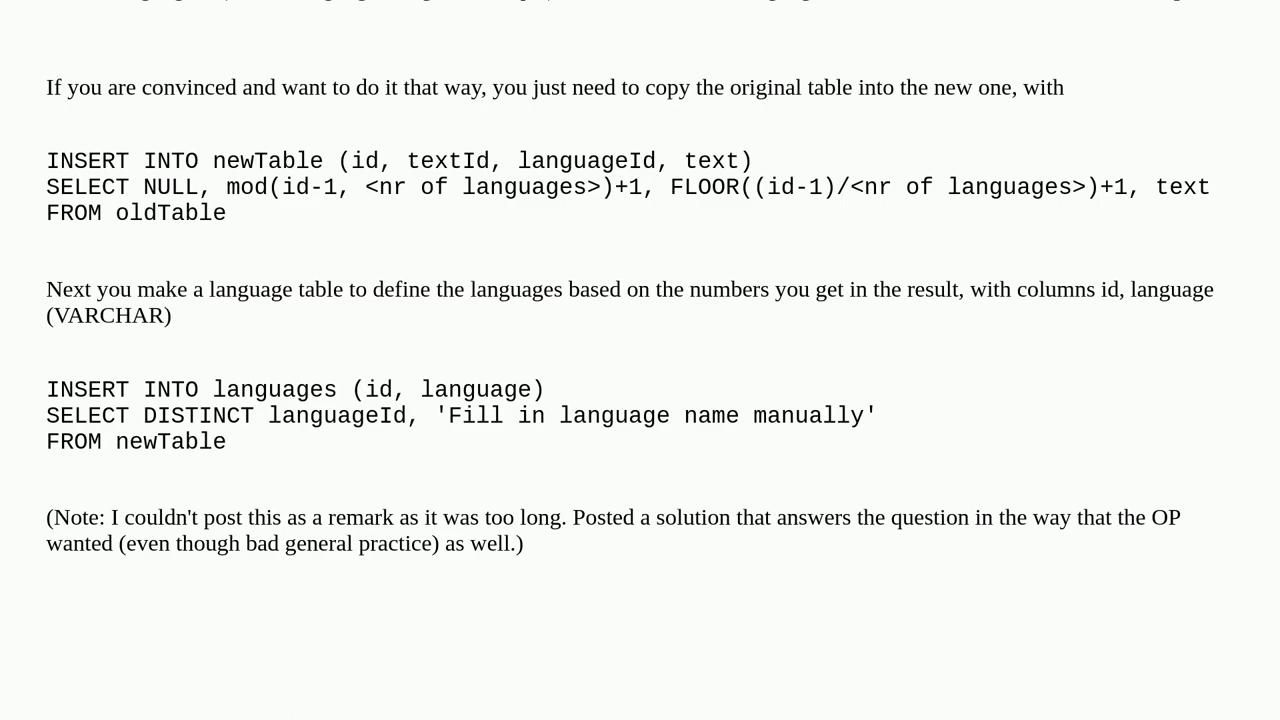 If you are convinced and want to do it that way, you just need to copy the original table into the new one, with
INSERT INTO newTable (id, textId, languageId, text)
SELECT NULL, mod(id-1, <nr of languages>)+1, FLOOR((id-1)/<nr of languages>)+1, text
FROM oldTable
Next you make a language table to define the languages based on the numbers you get in the result, with columns id, language
(VARCHAR)
INSERT INTO languages (id, language)
SELECT DISTINCT languageId, 'Fill in language name manually'
FROM newTable
(Note: I couldn't post this as a remark as it was too long. Posted a solution that answers the question in the way that the OP
wanted (even though bad general practice) as well.)